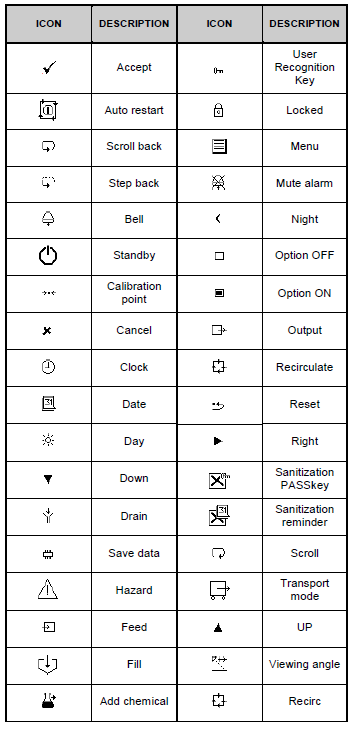 ICON DESCRIPTION ICON DESCRIPTION
Accept User
Recognition
Key
Auto restart Locked
Scroll back Menu
Step back Mute alarm
Bell Night
Standby Option OFF
Calibration
point Option ON
Cancel Output
Clock Recirculate
31 Date Reset
Day Right
Down Sanitization
PASSkey
Drain 31 Sanitization
reminder
Save data Scroll
Hazard Transport
mode
Feed UP
Fill Viewing angle
Add chemical Recirc